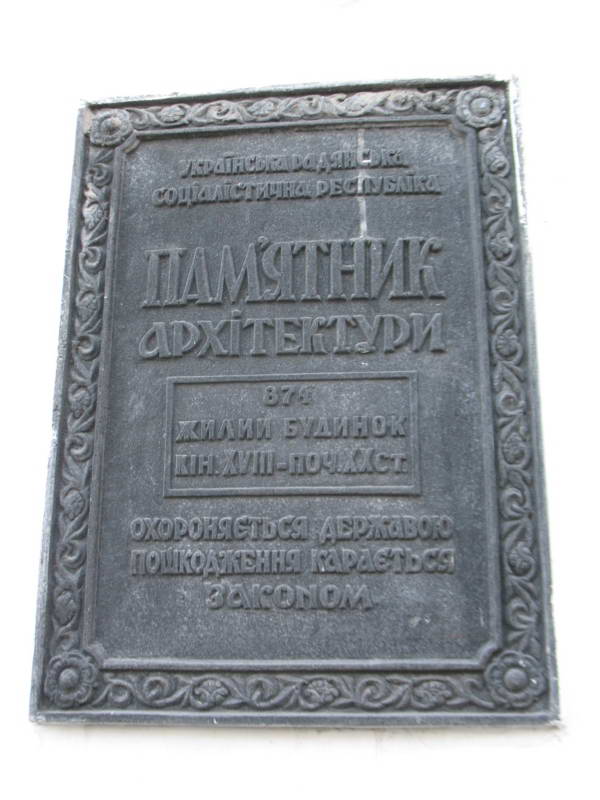 Українська Радянська
Соціалістична Республіка
ПАМ'ЯТНИК
АРХІТЕКТУРИ
874
ЖИЛИЙ БУДИНОК
КІН. XVIII - ПОЧ. XX СТ.
ОХОРОНЯЄТЬСЯ ДЕРЖАВОЮ
ПОШКОДЖЕННЯ КАРАЄТЬСЯ
ЗАКОНОМ